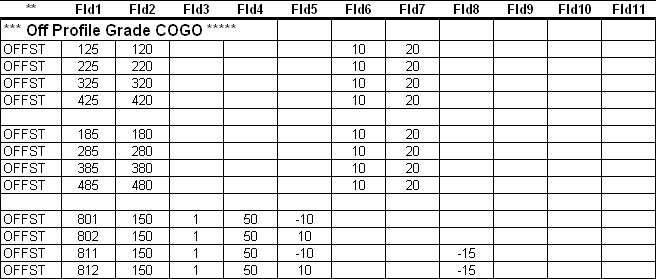 ** Fld1 Fld2 Fld3 Fld4 Fld5 Fld6 Fld7 Fld8 Fld9 Fld10 Fld11
*** Off Profile Grade COGO *****
OFFST 125 120 10 20
OFFST 225 220 10 20
OFFST 325 320 10 20
OFFST 425 420 10 20
OFFST 185 180 10 20
OFFST 285 280 10 20
OFFST 385 380 10 20
OFFST 485 480 10 20
OFFST 801 150 1 50 -10
OFFST 802 150 1 50 10
OFFST 811 150 1 50 -10 -15
OFFST 812 150 1 50 10 -15